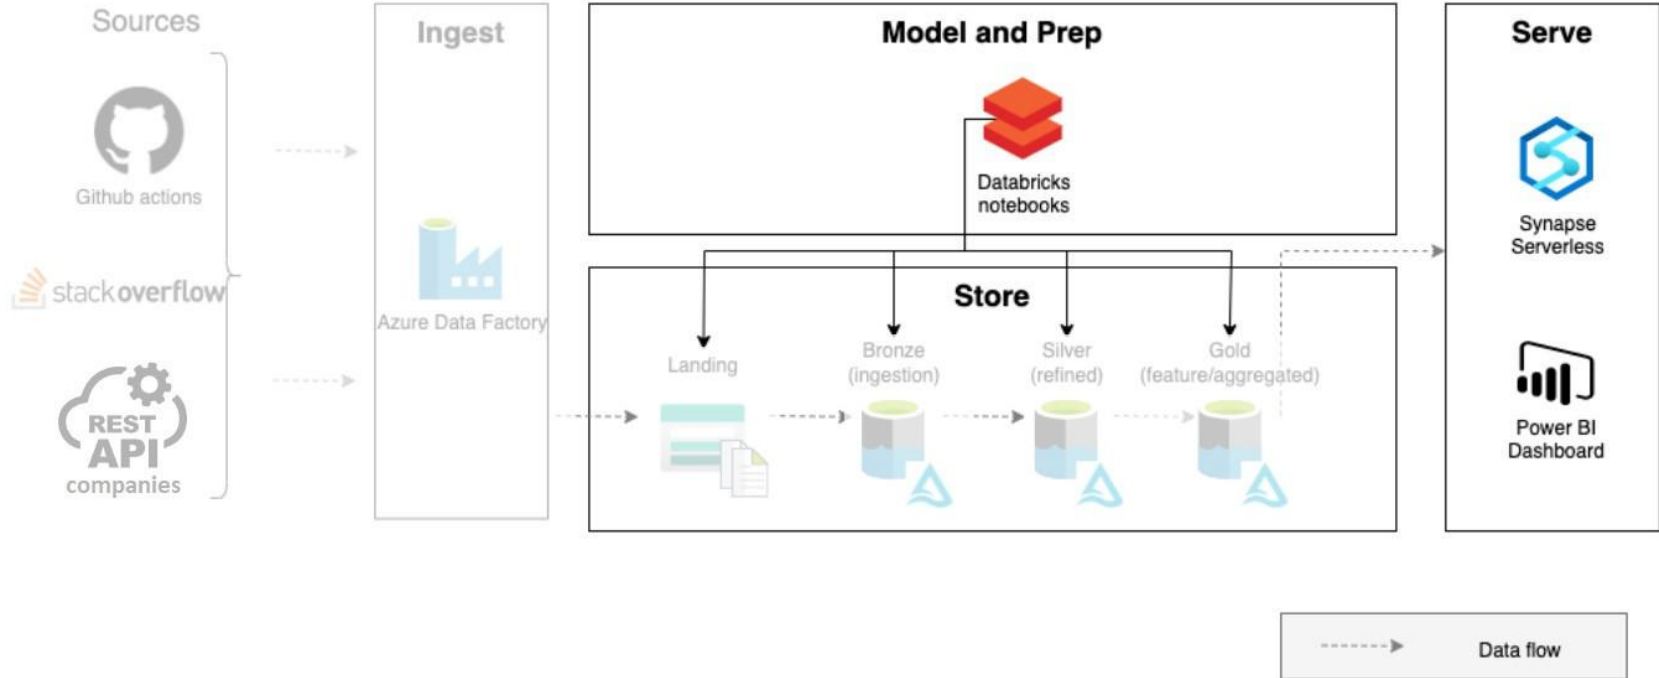 Sources
Github actions
stackoverflow
REST
API
companies
Ingest
Azure Data Factory
Model and Prep
Databricks
notebooks
Store
Landing
Bronze
(ingestion)
Silver
(refined)
Gold
(feature/aggregated)
Serve
Synapse
Serverless
Power BI
Dashboard
Data flow